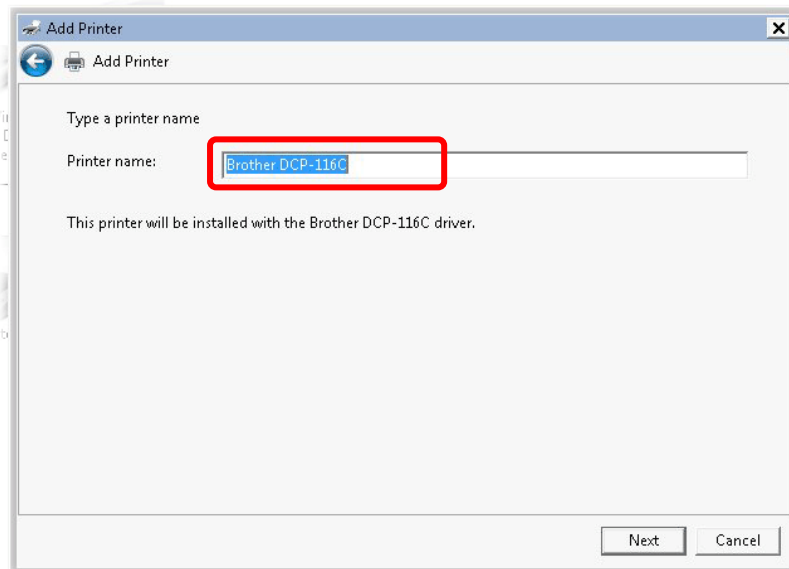 Add Printer
Add Printer
Type a printer name
Printer name: Brother DCP-116C
This printer will be installed with the Brother DCP-116C driver.
Next Cancel